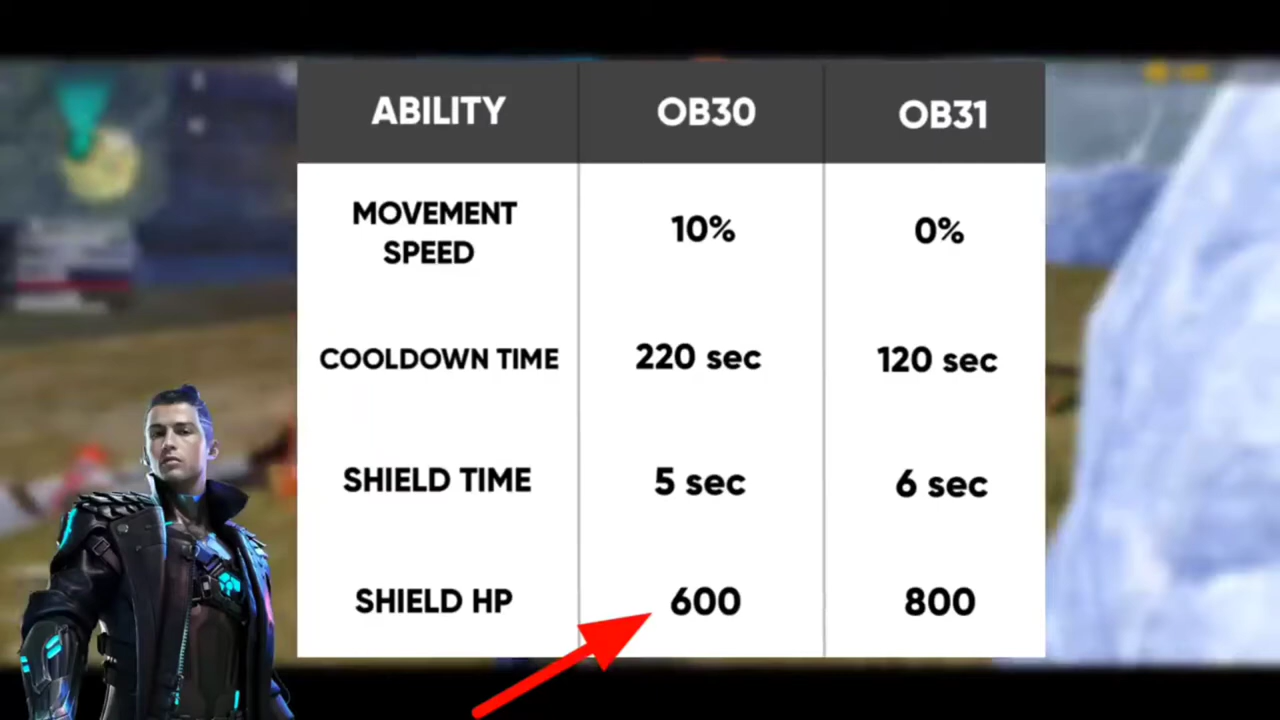 ABILITY OB30 OB31
MOVEMENT
SPEED 10% 0%
COOLDOWN TIME 220 sec 120 sec
SHIELD TIME 5 sec 6 sec
SHIELD HP 600 800